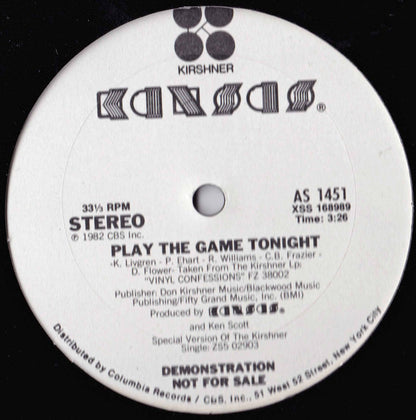 KIRSHNER
KANSAS®
33⅓ RPM
STEREO
℗ 1982 CBS Inc.
AS 1451
XSS 168989
Time: 3:26
PLAY THE GAME TONIGHT
-K. Livgren - P. Ehart - R. Williams - C.B. Frazier -
D. Flower- Taken From The Kirshner Lp:
"VINYL CONFESSIONS" FZ 38002
Publisher: Don Kirshner Music/Blackwood Music
Publishing/Fifty Grand Music, Inc. (BMI)
Produced by KANSAS®
and Ken Scott
Special Version Of The Kirshner
Single: ZS5 02903
DEMONSTRATION
NOT FOR SALE
Distributed by Columbia Records / CBS, Inc., 51 West 52 Street, New York City